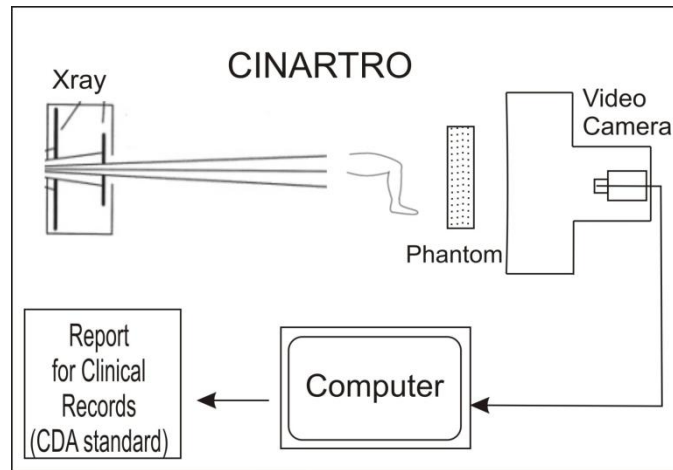 CINARTRO
Xray
Video
Camera
Phantom
Report
for Clinical
Records
(CDA standard)
Computer